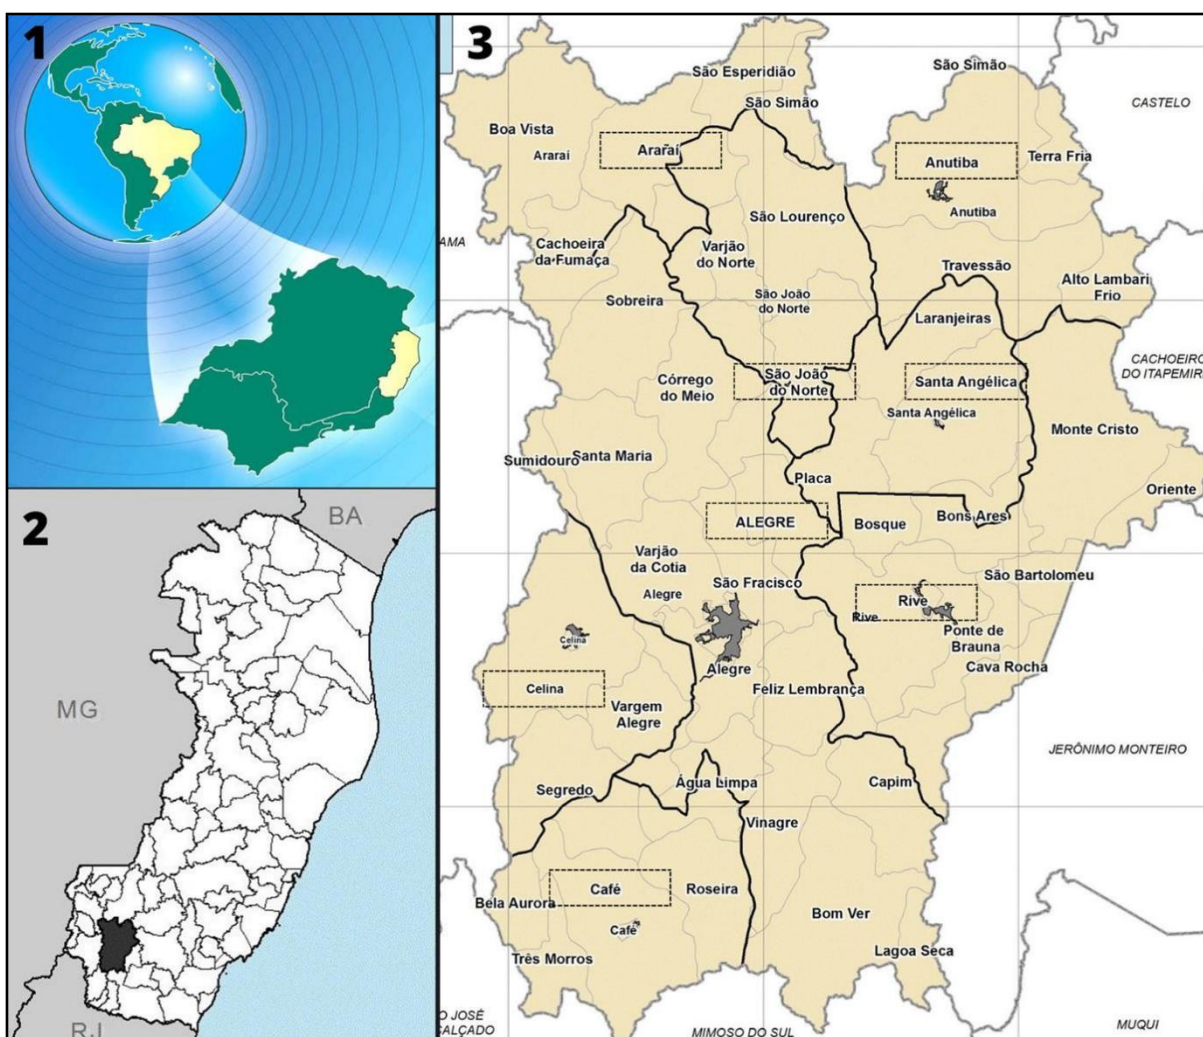 1
2
BA
MG
RJ
3
São Esperidião
São Simão
São Simão
CASTELO
Boa Vista
Araraí
Araraí
Anutiba
Terra Fria
Anutiba
São Lourenço
AMA
Cachoeira
da Fumaça
Varjão
do Norte
Travessão
Alto Lambari
Frio
Sobreira
São João
do Norte
Laranjeiras
CACHOEIRO
DO ITAPEMIRI
São João
do Norte
Córrego
do Meio
Santa Angélica
Santa Angélica
Monte Cristo
Sumidouro
Santa Maria
Placa
Oriente
ALEGRE
Bosque
Bons Ares
Varjão
da Cotia
São Fracisco
São Bartolomeu
Alegre
Rive
Rive
Ponte de
Brauna
Celina
Alegre
Cava Rocha
Celina
Feliz Lembrança
Vargem
Alegre
JERÔNIMO MONTEIRO
Segredo
Água Limpa
Capim
Vinagre
Café
Roseira
Bela Aurora
Bom Ver
Café
Três Morros
Lagoa Seca
O JOSÉ
ALÇADO
MIMOSO DO SUL
MUQUI